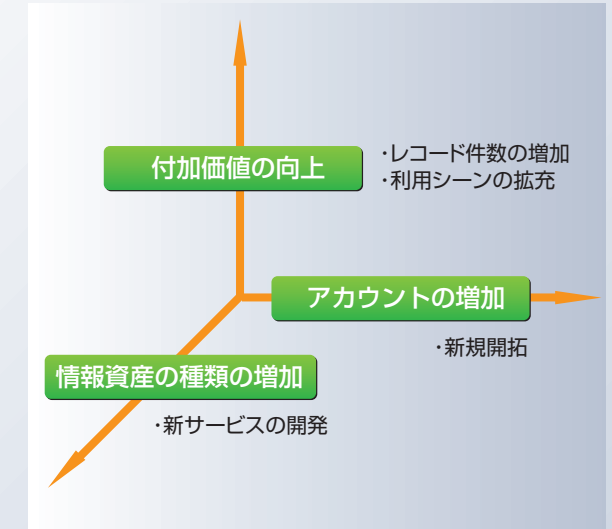 付加価値の向上
・レコード件数の増加
・利用シーンの拡充
アカウントの増加
・新規開拓
情報資産の種類の増加
・新サービスの開発